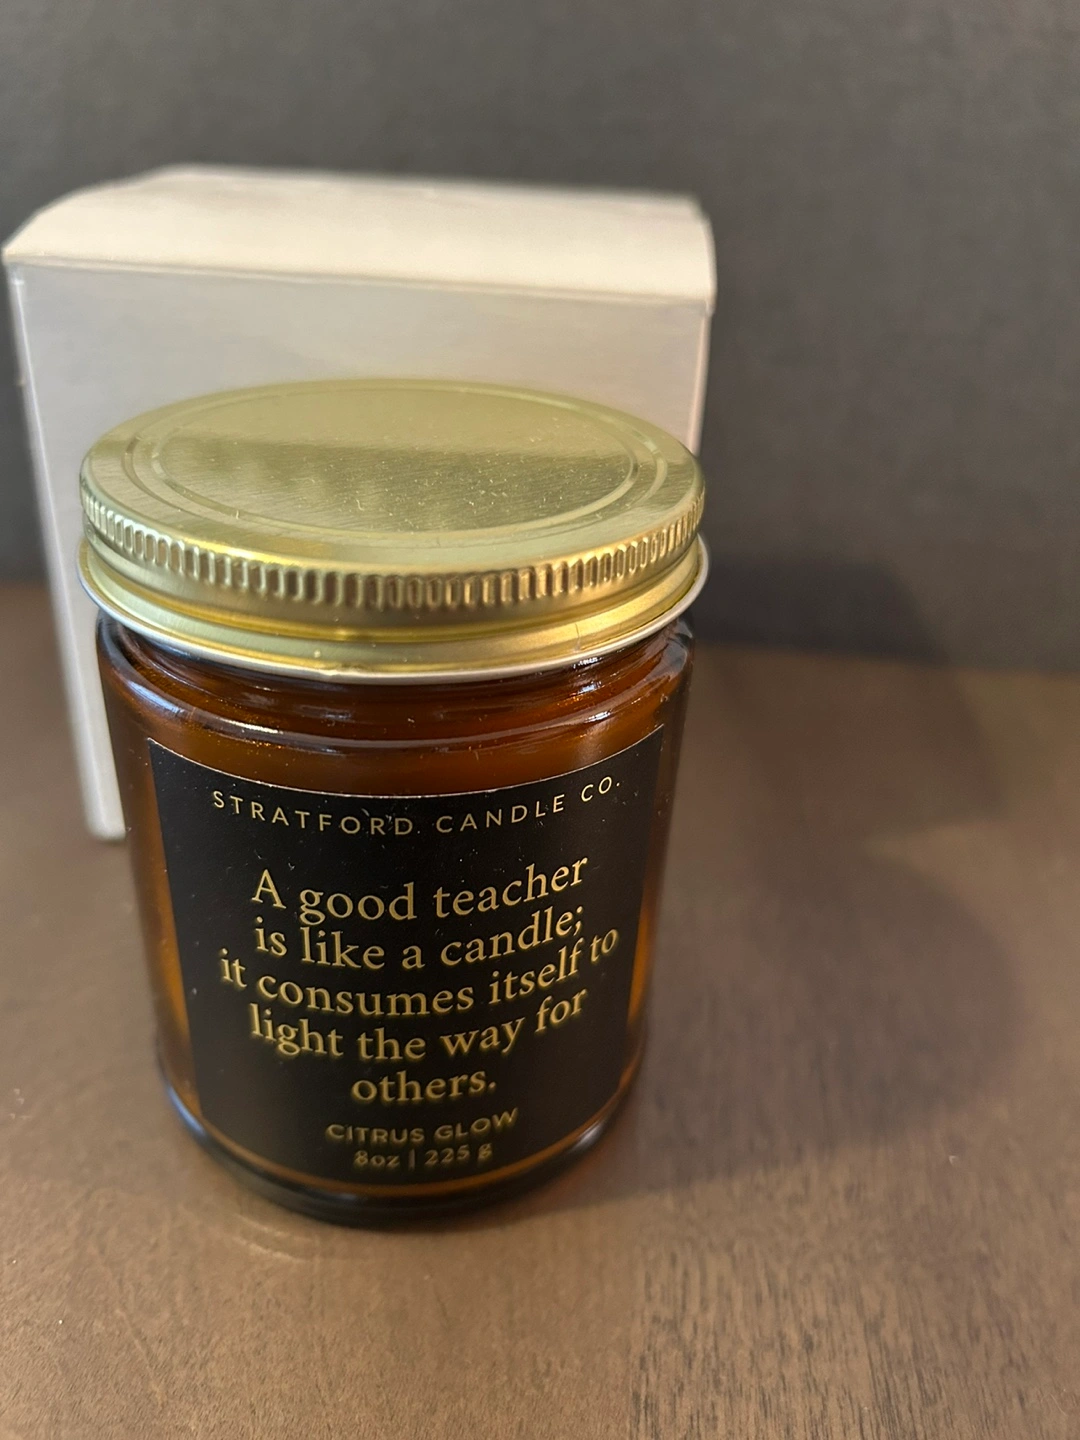 STRATFORD CANDLE CO.
A good teacher
is like a candle;
it consumes itself to
light the way for
others.
CITRUS GLOW
8oz | 225 g